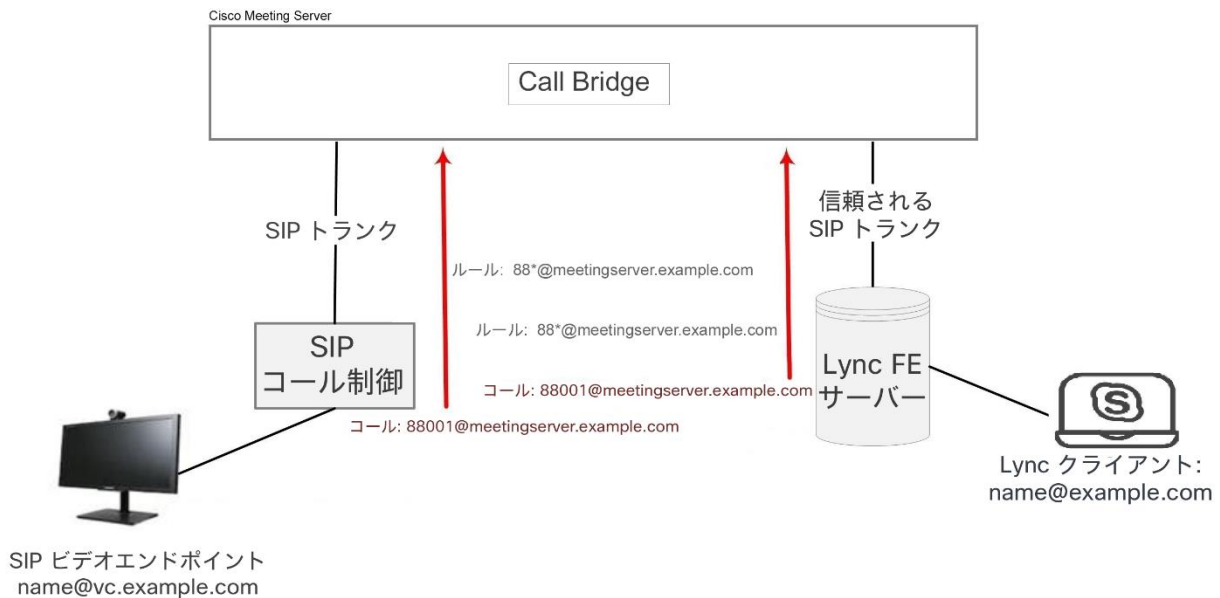 Cisco Meeting Server
Call Bridge
SIP トランク
信頼される
SIP トランク
ルール: 88*@meetingserver.example.com
ルール: 88*@meetingserver.example.com
SIP
コール制御
Lync FE
サーバー
コール: 88001@meetingserver.example.com
コール: 88001@meetingserver.example.com
Lync クライアント:
name@example.com
SIP ビデオエンドポイント
name@vc.example.com